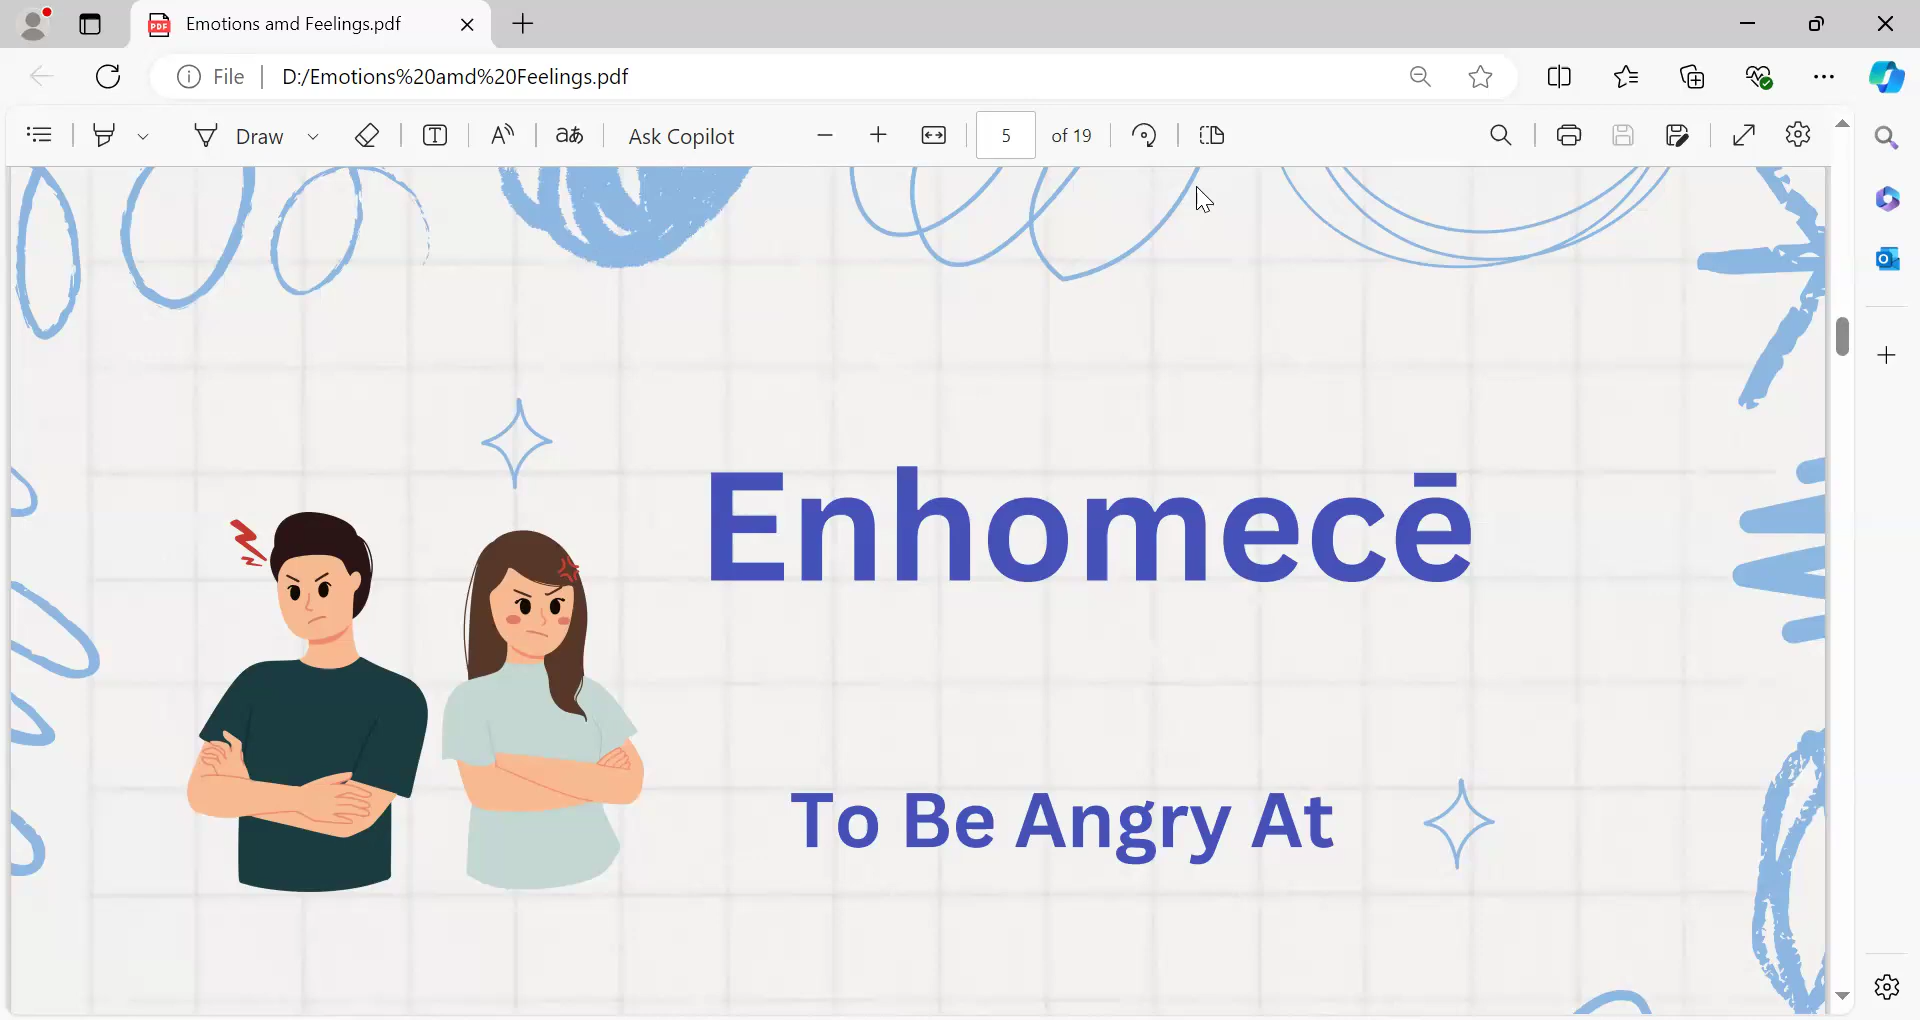 Emotions amd Feelings.pdf
File
D:/Emotions%20amd%20Feelings.pdf
Draw
Ask Copilot
5 of 19
Enhomecē
To Be Angry At